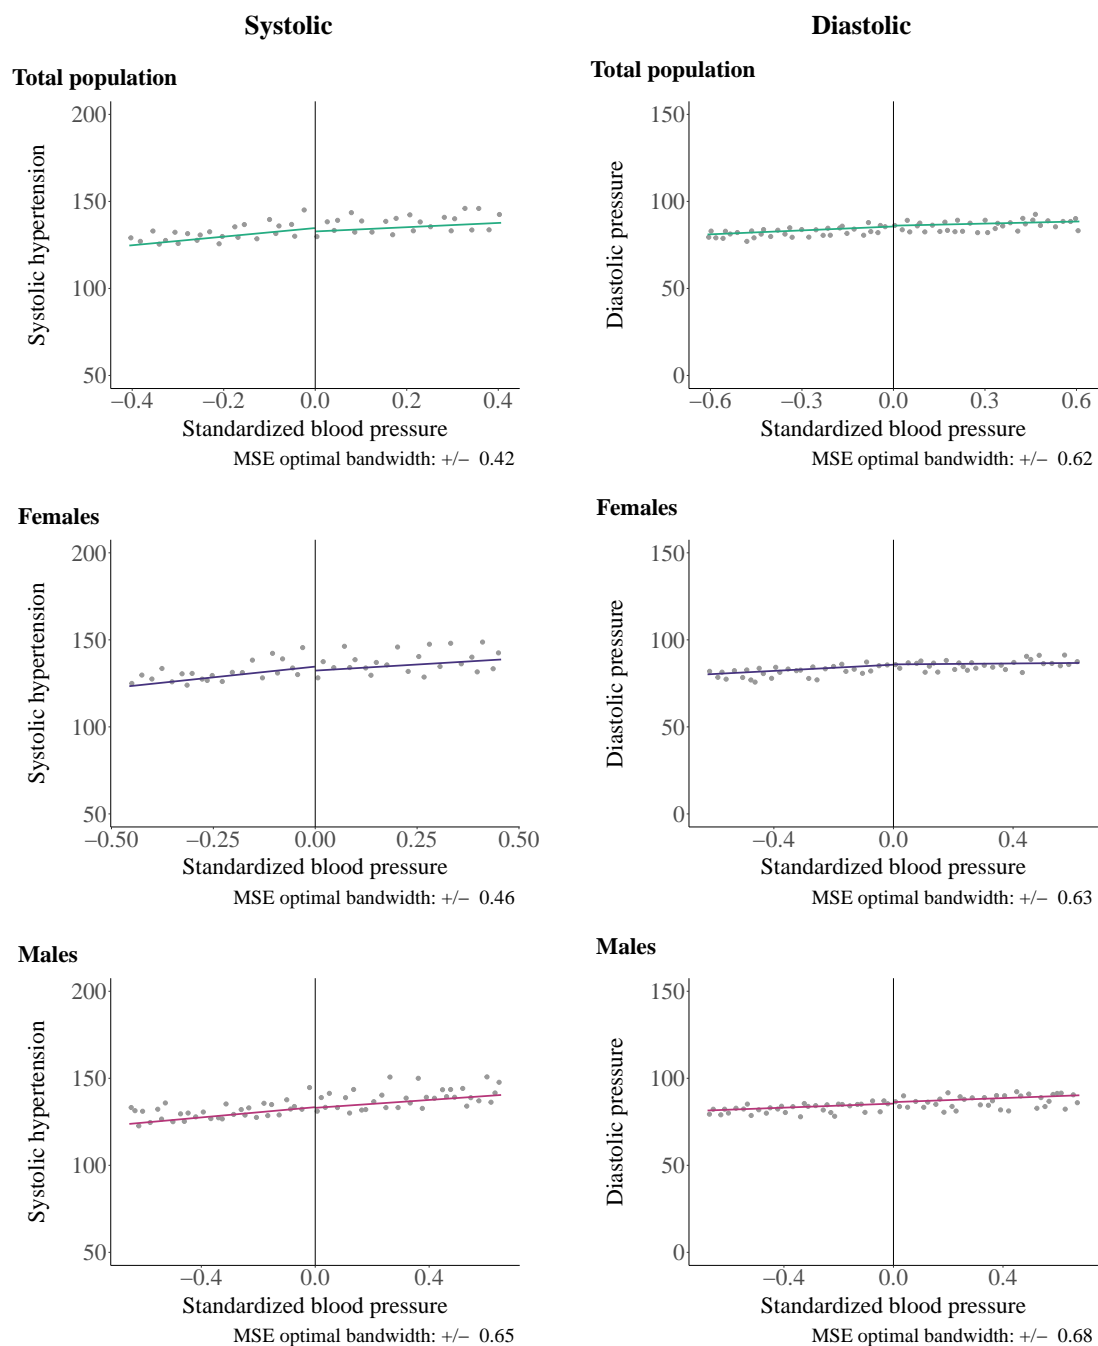 Systolic
Diastolic
Total population
200
150
100
50
Systolic hypertension
−0.4 −0.2 0.0 0.2 0.4
Standardized blood pressure
MSE optimal bandwidth: +/− 0.42
Total population
150
100
50
0
Diastolic pressure
−0.6 −0.3 0.0 0.3 0.6
Standardized blood pressure
MSE optimal bandwidth: +/− 0.62
Females
200
150
100
50
Systolic hypertension
−0.50 −0.25 0.00 0.25 0.50
Standardized blood pressure
MSE optimal bandwidth: +/− 0.46
Females
150
100
50
0
Diastolic pressure
−0.4 0.0 0.4
Standardized blood pressure
MSE optimal bandwidth: +/− 0.63
Males
200
150
100
50
Systolic hypertension
−0.4 0.0 0.4
Standardized blood pressure
MSE optimal bandwidth: +/− 0.65
Males
150
100
50
0
Diastolic pressure
−0.4 0.0 0.4
Standardized blood pressure
MSE optimal bandwidth: +/− 0.68